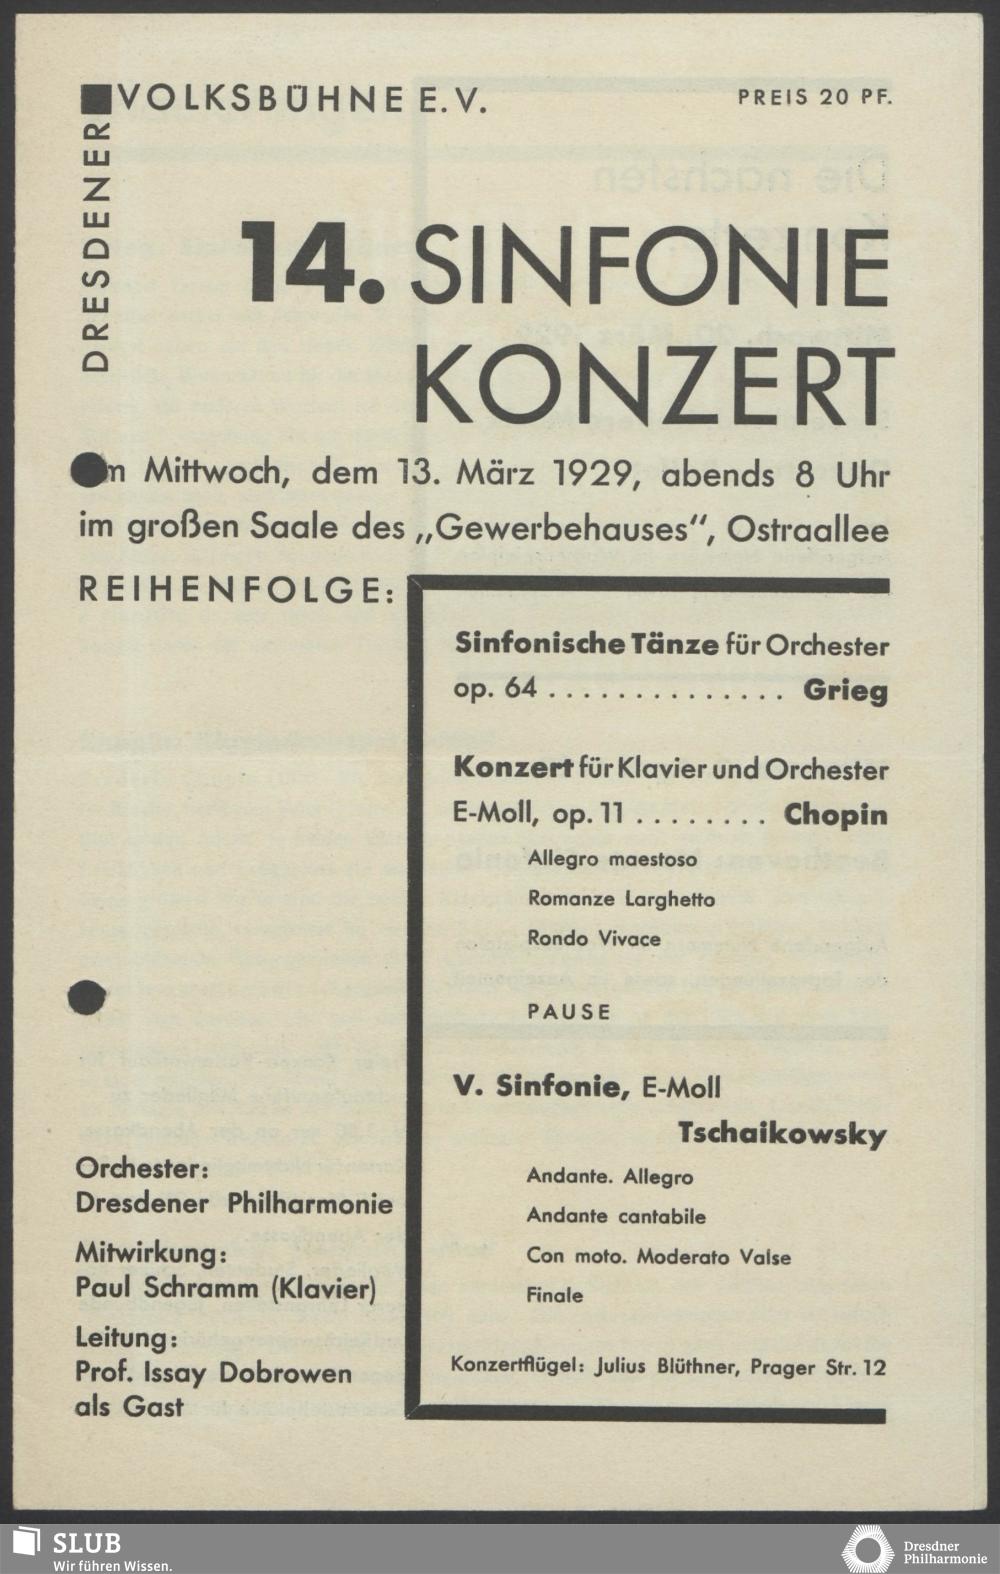 DRESDENER
VOLKSBÜHNE E.V.
PREIS 20 PF.
14. SINFONIE
KONZERT
m Mittwoch, dem 13. März 1929, abends 8 Uhr
im großen Saale des „Gewerbehauses“, Ostraallee
REIHENFOLGE:
Sinfonische Tänze für Orchester
op. 64 . . . . . . . . . . . . . . Grieg
Konzert für Klavier und Orchester
E-Moll, op. 11 . . . . . . . . Chopin
Allegro maestoso
Romanze Larghetto
Rondo Vivace
PAUSE
V. Sinfonie, E-Moll
Tschaikowsky
Andante. Allegro
Andante cantabile
Con moto. Moderato Valse
Finale
Konzertflügel: Julius Blüthner, Prager Str. 12
Orchester:
Dresdener Philharmonie
Mitwirkung:
Paul Schramm (Klavier)
Leitung:
Prof. Issay Dobrowen
als Gast
SLUB
Wir führen Wissen.
Dresdner
Philharmonie